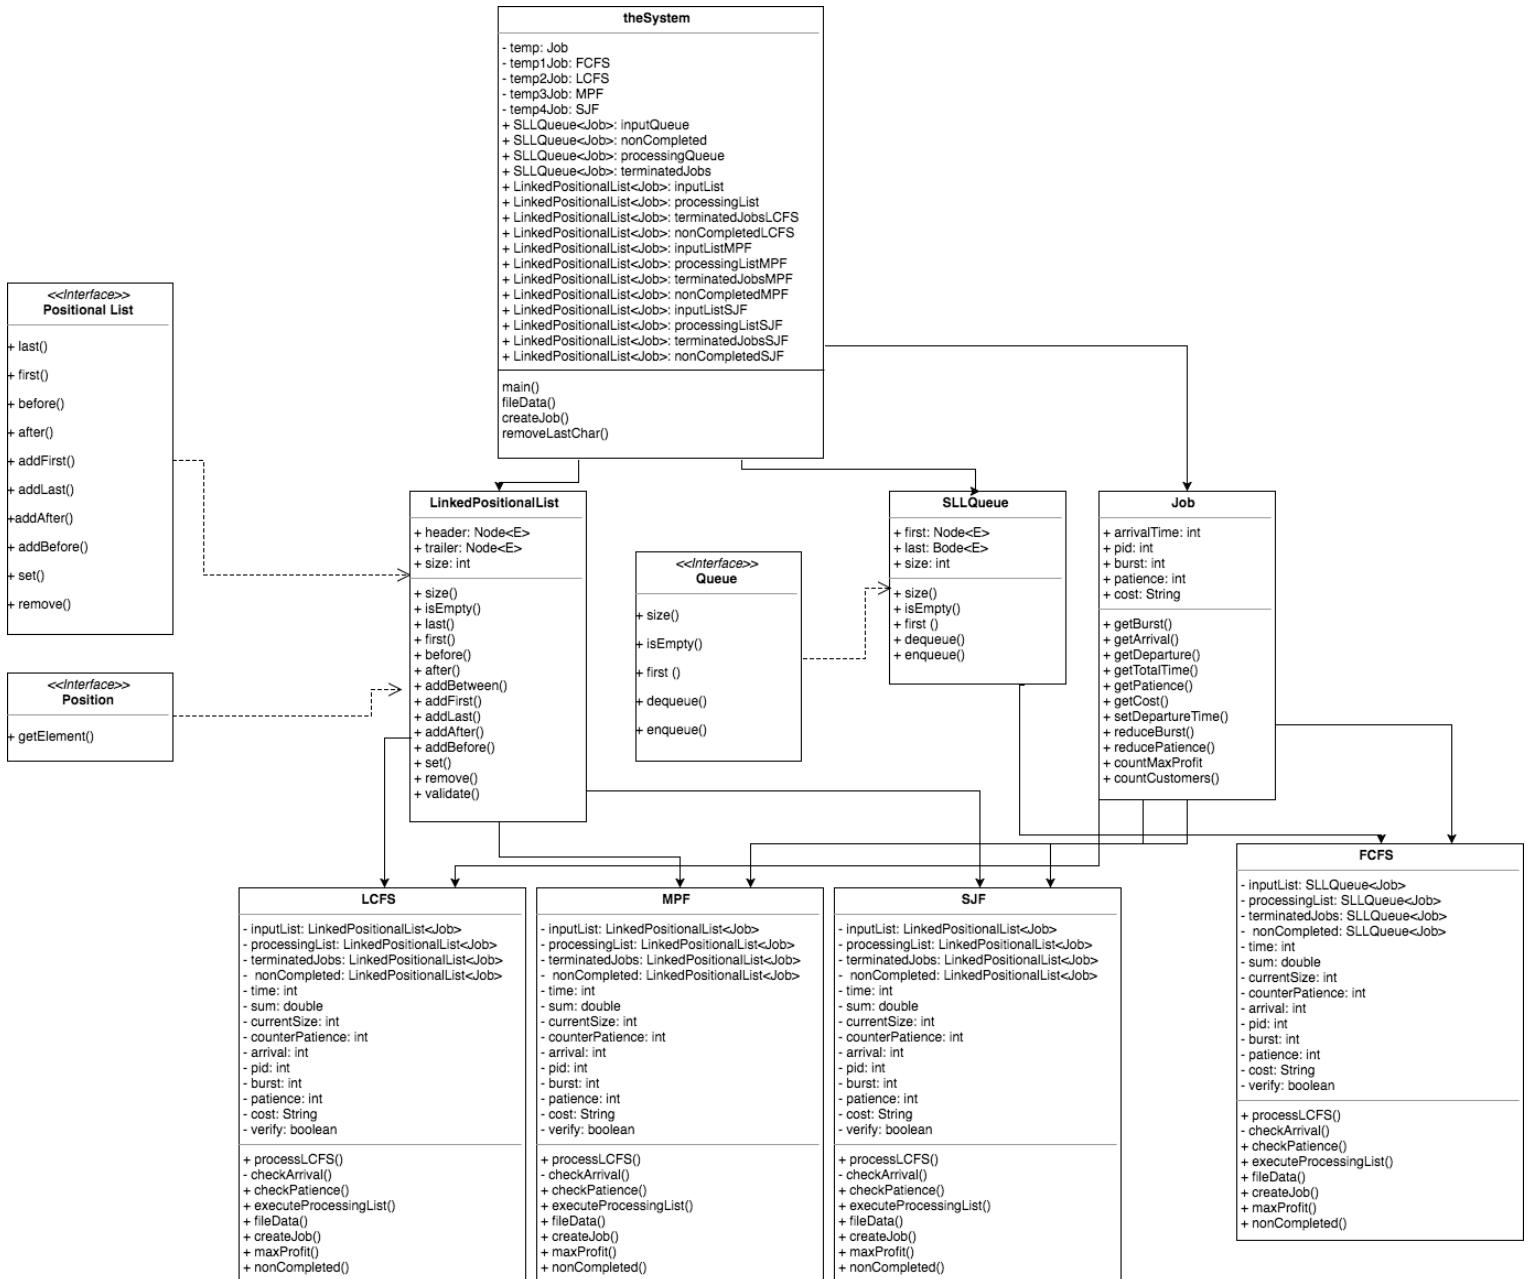 theSystem
- temp: Job
- temp1Job: FCFS
- temp2Job: LCFS
- temp3Job: MPF
- temp4Job: SJF
+ SLLQueue<Job>: inputQueue
+ SLLQueue<Job>: nonCompleted
+ SLLQueue<Job>: processingQueue
+ SLLQueue<Job>: terminatedJobs
+ LinkedPositionalList<Job>: inputList
+ LinkedPositionalList<Job>: processingList
+ LinkedPositionalList<Job>: terminatedJobsLCFS
+ LinkedPositionalList<Job>: nonCompletedLCFS
+ LinkedPositionalList<Job>: inputListMPF
+ LinkedPositionalList<Job>: processingListMPF
+ LinkedPositionalList<Job>: terminatedJobsMPF
+ LinkedPositionalList<Job>: nonCompletedMPF
+ LinkedPositionalList<Job>: inputListSJF
+ LinkedPositionalList<Job>: processingListSJF
+ LinkedPositionalList<Job>: terminatedJobsSJF
+ LinkedPositionalList<Job>: nonCompletedSJF
main()
fileData()
createJob()
removeLastChar()
<<Interface>>
Positional List
+ last()
+ first()
+ before()
+ after()
+ addFirst()
+ addLast()
+addAfter()
+ addBefore()
+ set()
+ remove()
<<Interface>>
Position
+ getElement()
LinkedPositionalList
+ header: Node<E>
+ trailer: Node<E>
+ size: int
+ size()
+ isEmpty()
+ last()
+ first()
+ before()
+ after()
+ addBetween()
+ addFirst()
+ addLast()
+ addAfter()
+ addBefore()
+ set()
+ remove()
+ validate()
<<Interface>>
Queue
+ size()
+ isEmpty()
+ first ()
+ dequeue()
+ enqueue()
SLLQueue
+ first: Node<E>
+ last: Bode<E>
+ size: int
+ size()
+ isEmpty()
+ first ()
+ dequeue()
+ enqueue()
Job
+ arrivalTime: int
+ pid: int
+ burst: int
+ patience: int
+ cost: String
+ getBurst()
+ getArrival()
+ getDeparture()
+ getTotalTime()
+ getPatience()
+ getCost()
+ setDepartureTime()
+ reduceBurst()
+ reducePatience()
+ countMaxProfit
+ countCustomers()
LCFS
- inputList: LinkedPositionalList<Job>
- processingList: LinkedPositionalList<Job>
- terminatedJobs: LinkedPositionalList<Job>
- nonCompleted: LinkedPositionalList<Job>
- time: int
- sum: double
- currentSize: int
- counterPatience: int
- arrival: int
- pid: int
- burst: int
- patience: int
- cost: String
- verify: boolean
+ processLCFS()
- checkArrival()
+ checkPatience()
+ executeProcessingList()
+ fileData()
+ createJob()
+ maxProfit()
+ nonCompleted()
MPF
- inputList: LinkedPositionalList<Job>
- processingList: LinkedPositionalList<Job>
- terminatedJobs: LinkedPositionalList<Job>
- nonCompleted: LinkedPositionalList<Job>
- time: int
- sum: double
- currentSize: int
- counterPatience: int
- arrival: int
- pid: int
- burst: int
- patience: int
- cost: String
- verify: boolean
+ processLCFS()
- checkArrival()
+ checkPatience()
+ executeProcessingList()
+ fileData()
+ createJob()
+ maxProfit()
+ nonCompleted()
SJF
- inputList: LinkedPositionalList<Job>
- processingList: LinkedPositionalList<Job>
- terminatedJobs: LinkedPositionalList<Job>
- nonCompleted: LinkedPositionalList<Job>
- time: int
- sum: double
- currentSize: int
- counterPatience: int
- arrival: int
- pid: int
- burst: int
- patience: int
- cost: String
- verify: boolean
+ processLCFS()
- checkArrival()
+ checkPatience()
+ executeProcessingList()
+ fileData()
+ createJob()
+ maxProfit()
+ nonCompleted()
FCFS
- inputList: SLLQueue<Job>
- processingList: SLLQueue<Job>
- terminatedJobs: SLLQueue<Job>
- nonCompleted: SLLQueue<Job>
- time: int
- sum: double
- currentSize: int
- counterPatience: int
- arrival: int
- pid: int
- burst: int
- patience: int
- cost: String
- verify: boolean
+ processLCFS()
- checkArrival()
+ checkPatience()
+ executeProcessingList()
+ fileData()
+ createJob()
+ maxProfit()
+ nonCompleted()